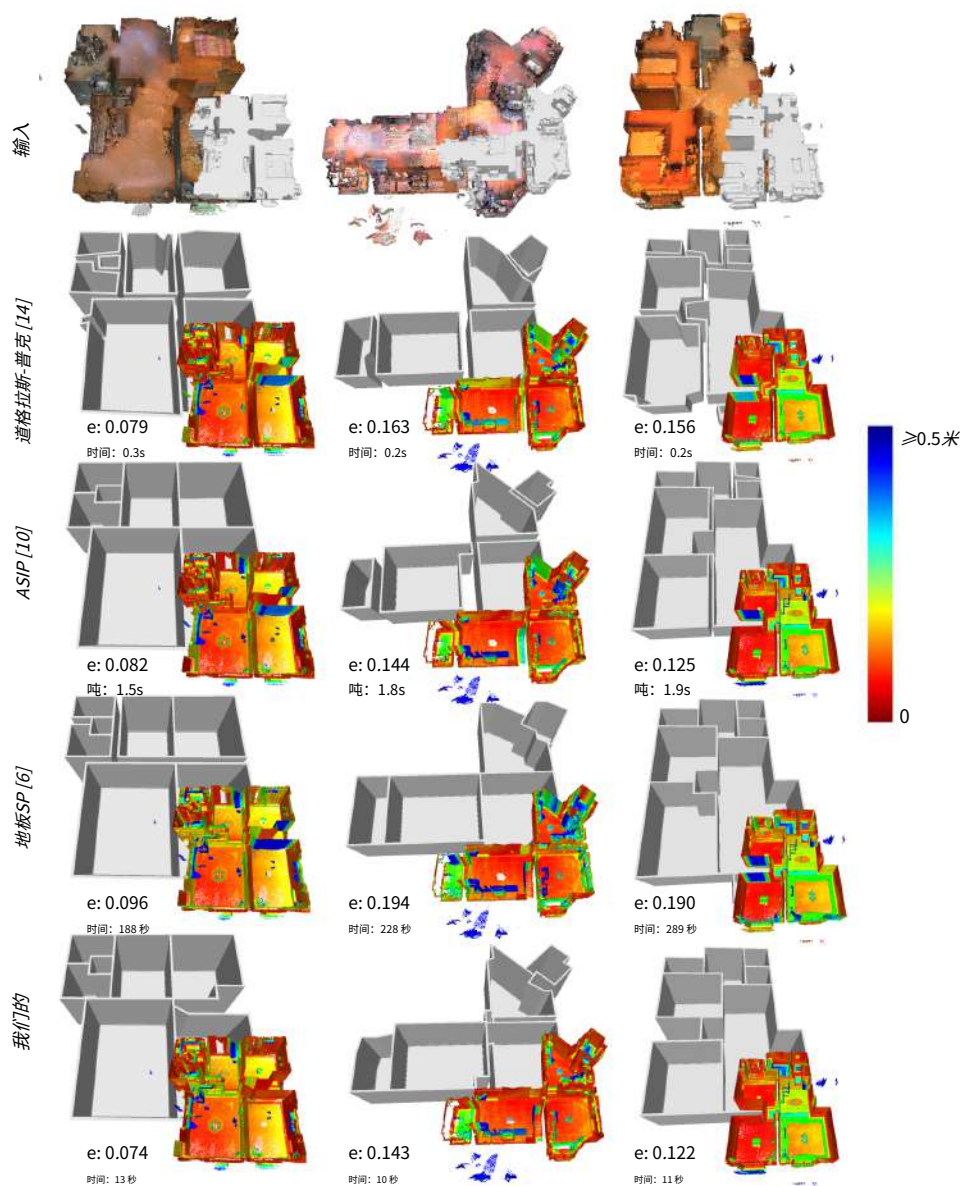 输入
道格拉斯-普克 [14]
e: 0.079
e: 0.163
e: 0.156
时间：0.3s
时间：0.2s
时间：0.2s
≥0.5米
ASIP [10]
e: 0.082
e: 0.144
e: 0.125
吨：1.5s
吨：1.8s
吨：1.9s
0
地板SP [6]
e: 0.096
e: 0.194
e: 0.190
时间：188 秒
时间：228 秒
时间：289 秒
我们的
e: 0.074
e: 0.143
e: 0.122
时间：13 秒
时间：10 秒
时间：11 秒